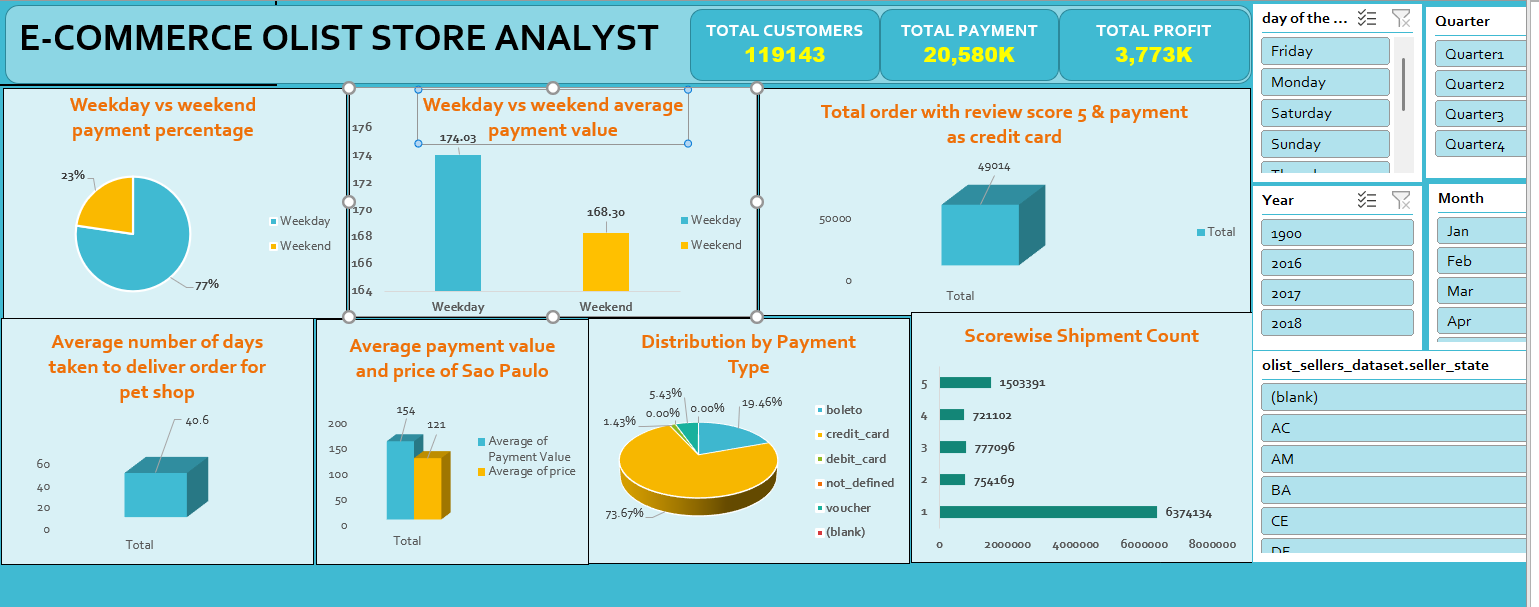 E-COMMERCE OLIST STORE ANALYST
TOTAL CUSTOMERS
119143
TOTAL PAYMENT
20,580K
TOTAL PROFIT
3,773K
Weekday vs weekend
payment percentage
23%
77%
Weekday
Weekend
Weekday vs weekend average
payment value
176
174
172
170
168
166
164
174.03
168.30
Weekday
Weekend
Weekday
Weekend
Total order with review score 5 & payment
as credit card
49014
50000
0
Total
Total
Average number of days
taken to deliver order for
pet shop
40.6
60
40
20
0
Total
Average payment value
and price of Sao Paulo
154
121
200
150
100
50
0
Total
Average of
Payment Value
Average of price
Distribution by Payment
Type
5.43%
0.00%
19.46%
1.43%
0.00%
73.67%
boleto
credit_card
debit_card
not_defined
voucher
(blank)
Scorewise Shipment Count
5
1503391
4
721102
3
777096
2
754169
1
6374134
0
2000000
4000000
6000000
8000000
day of the ...
Friday
Monday
Saturday
Sunday
Quarter
Quarter1
Quarter2
Quarter3
Quarter4
Year
1900
2016
2017
2018
Month
Jan
Feb
Mar
Apr
olist_sellers_dataset.seller_state
(blank)
AC
AM
BA
CE